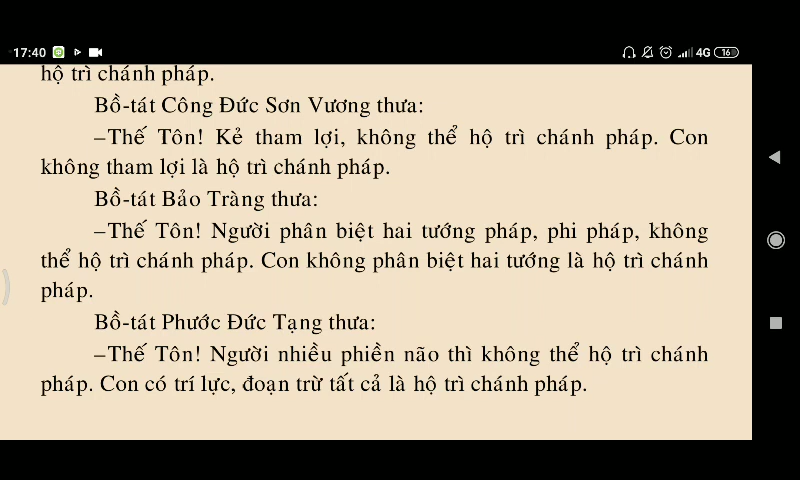 17:40
4G 16
hộ trì chánh pháp.
Bồ-tát Công Đức Sơn Vương thưa:
–Thế Tôn! Kẻ tham lợi, không thể hộ trì chánh pháp. Con
không tham lợi là hộ trì chánh pháp.
Bồ-tát Bảo Tràng thưa:
–Thế Tôn! Người phân biệt hai tướng pháp, phi pháp, không
thể hộ trì chánh pháp. Con không phân biệt hai tướng là hộ trì chánh
pháp.
Bồ-tát Phước Đức Tạng thưa:
–Thế Tôn! Người nhiều phiền não thì không thể hộ trì chánh
pháp. Con có trí lực, đoạn trừ tất cả là hộ trì chánh pháp.